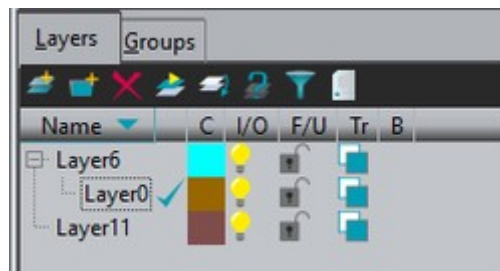 Layers Groups
Name C I/O F/U Tr B
Layer6
Layer0
Layer11